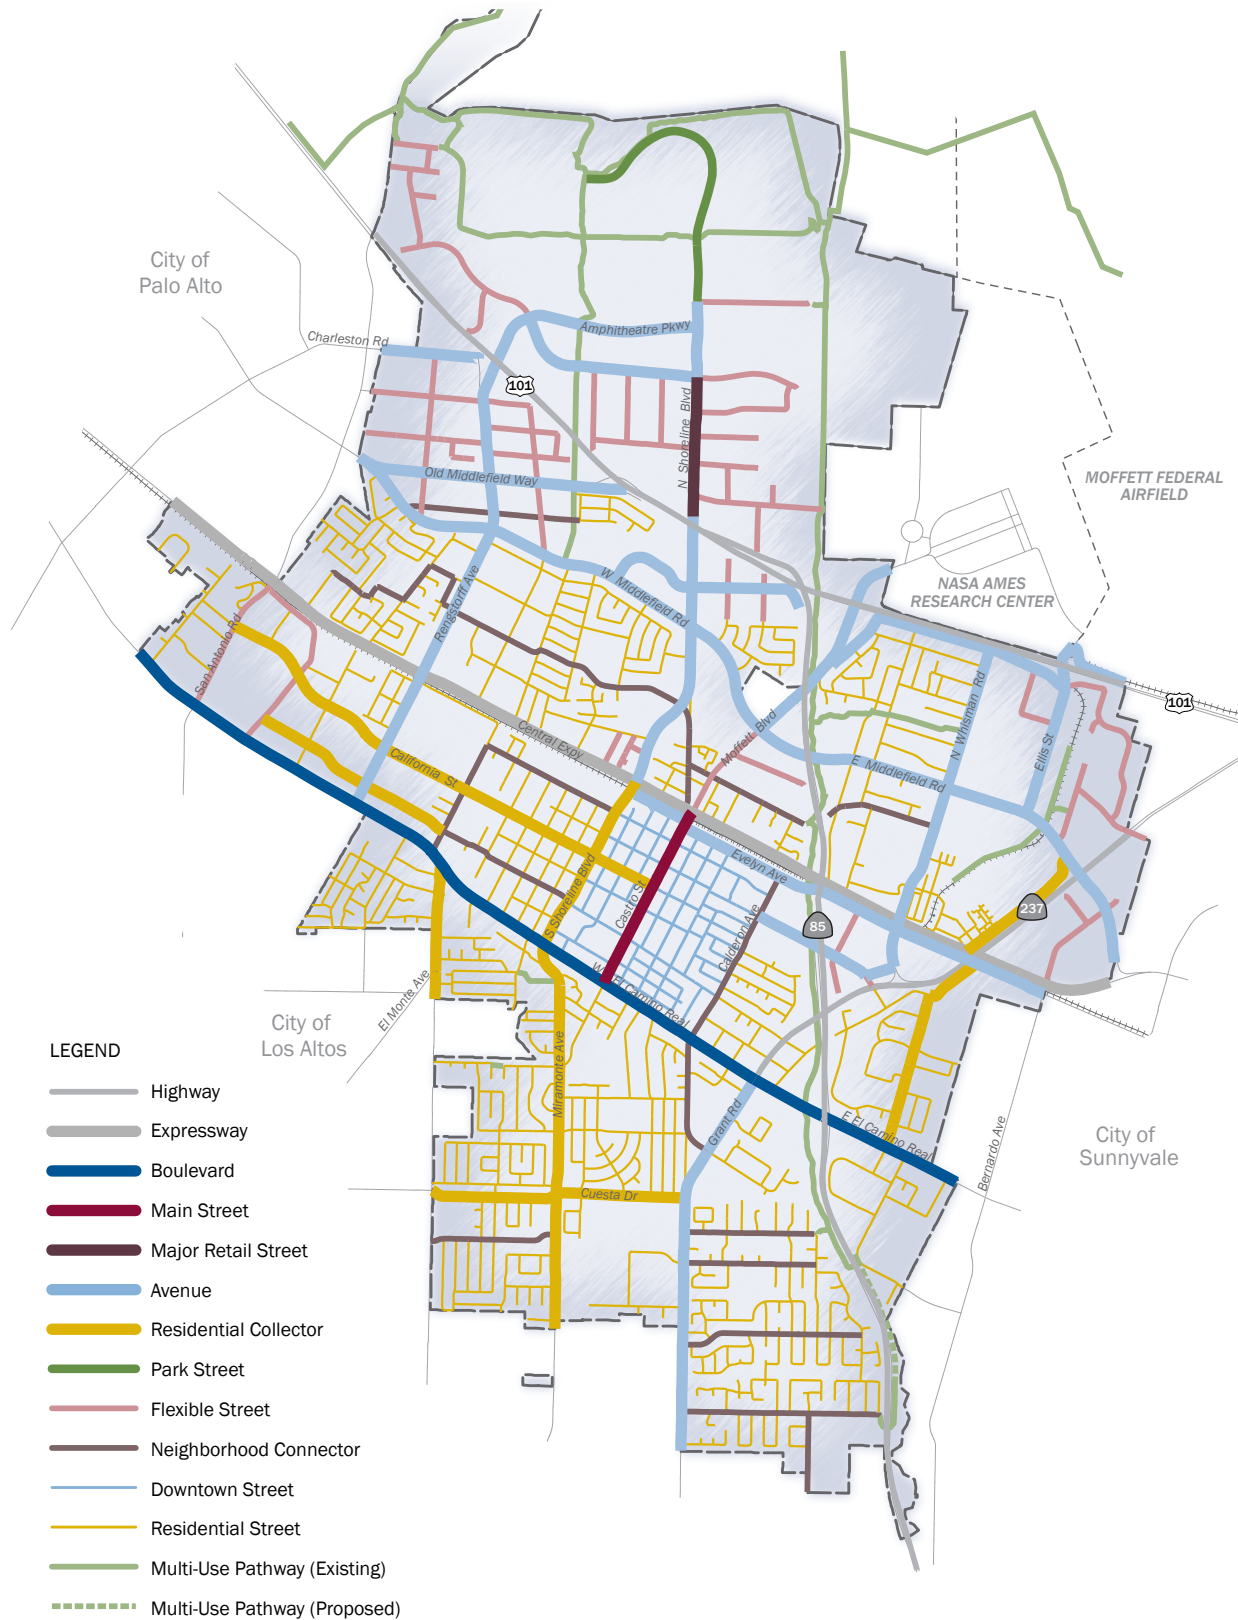 City of
Palo Alto
Charleston Rd
Amphitheatre Pkwy
101
N Shoreline Blvd
Old Middlefield Way
MOFFETT FEDERAL
AIRFIELD
NASA AMES
RESEARCH CENTER
W Middlefield Rd
Rengstorff Ave
San Antonio Rd
101
N Whisman Rd
Moffett Blvd
Central Expy
Ellis St
California St
E Middlefield Rd
Evelyn Ave
S Shoreline Blvd
Castro St
Calderon Ave
237
85
W El Camino Real
El Monte Ave
City of
Los Altos
Miramonte Ave
Grant Rd
E El Camino Real
Bernardo Ave
City of
Sunnyvale
Cuesta Dr
LEGEND
Highway
Expressway
Boulevard
Main Street
Major Retail Street
Avenue
Residential Collector
Park Street
Flexible Street
Neighborhood Connector
Downtown Street
Residential Street
Multi-Use Pathway (Existing)
Multi-Use Pathway (Proposed)